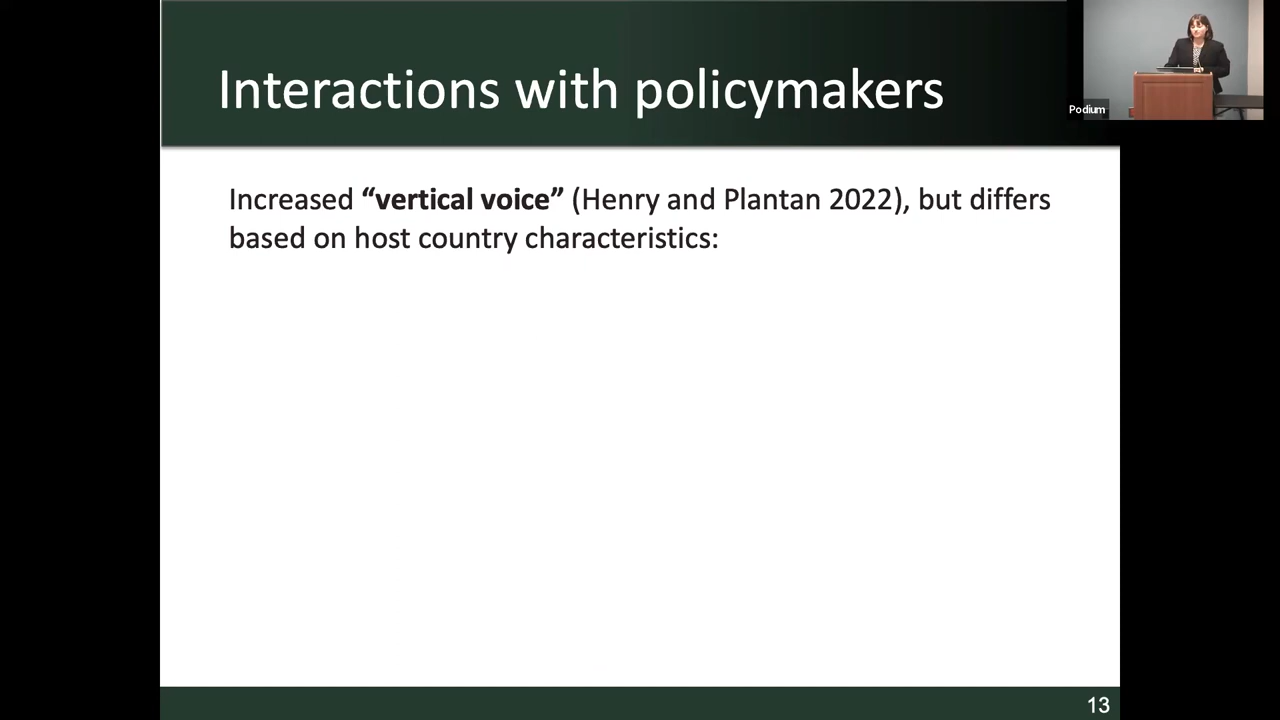 Interactions with policymakers
Podium
Increased “vertical voice” (Henry and Plantan 2022), but differs
based on host country characteristics:
13